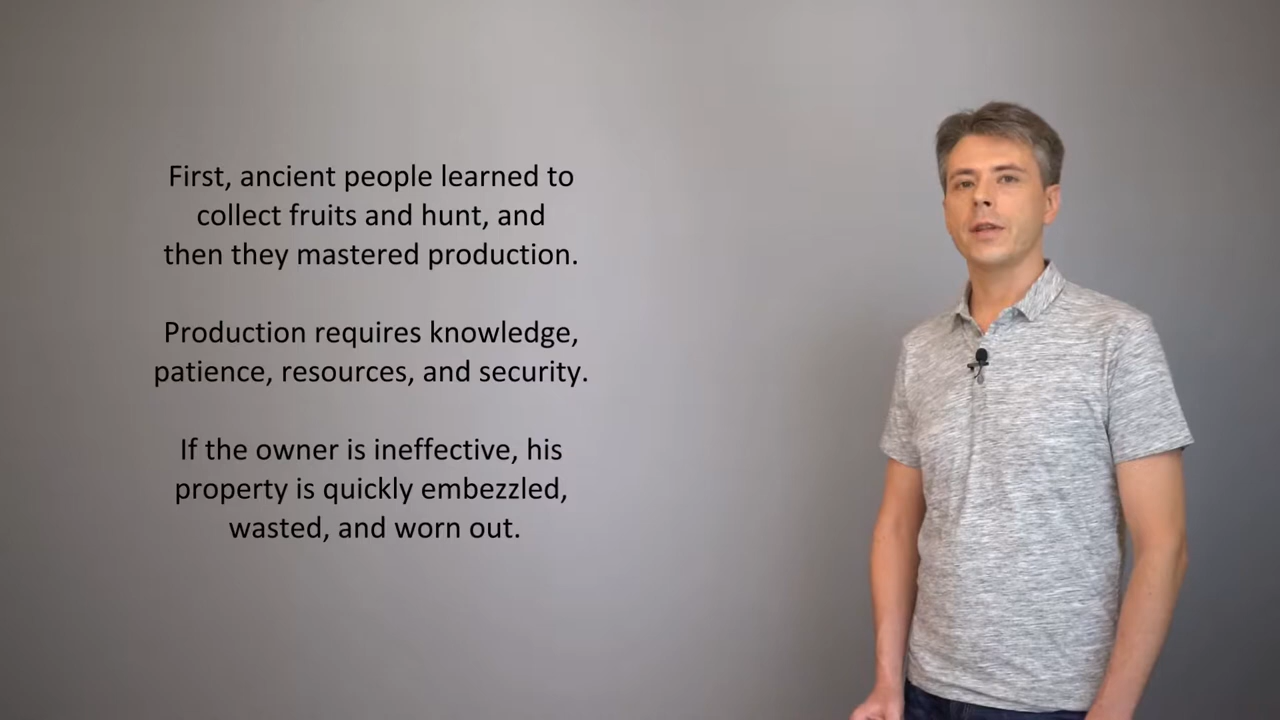 First, ancient people learned to
collect fruits and hunt, and
then they mastered production.
Production requires knowledge,
patience, resources, and security.
If the owner is ineffective, his
property is quickly embezzled,
wasted, and worn out.